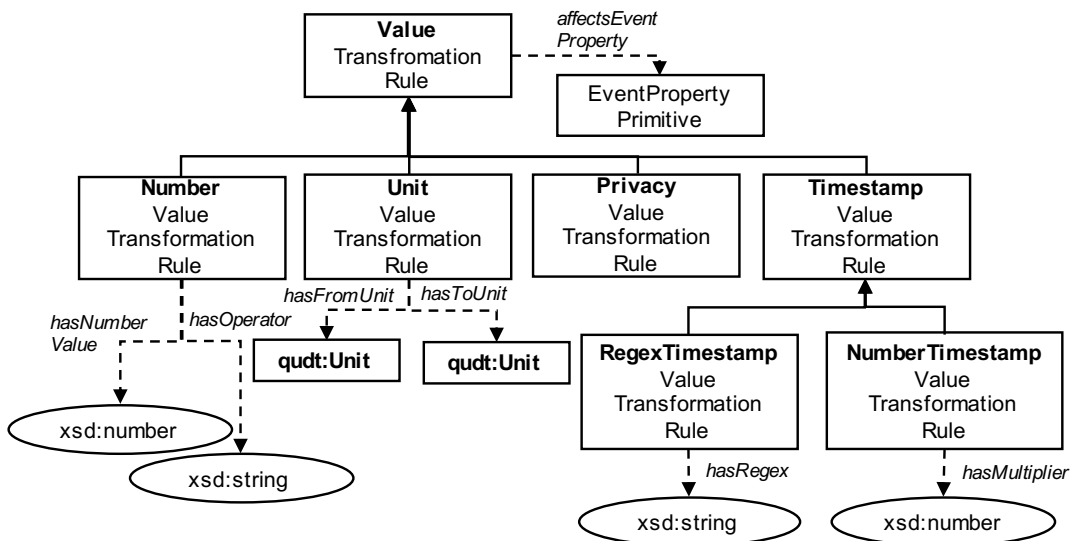 Value
Transfromation
Rule
affectsEvent
Property
EventProperty
Primitive
Number
Value
Transformation
Rule
Unit
Value
Transformation
Rule
Privacy
Value
Transformation
Rule
Timestamp
Value
Transformation
Rule
hasNumber
Value
hasOperator
hasFromUnit
hasToUnit
qudt:Unit
qudt:Unit
xsd:number
xsd:string
RegexTimestamp
Value
Transformation
Rule
NumberTimestamp
Value
Transformation
Rule
hasRegex
hasMultiplier
xsd:string
xsd:number